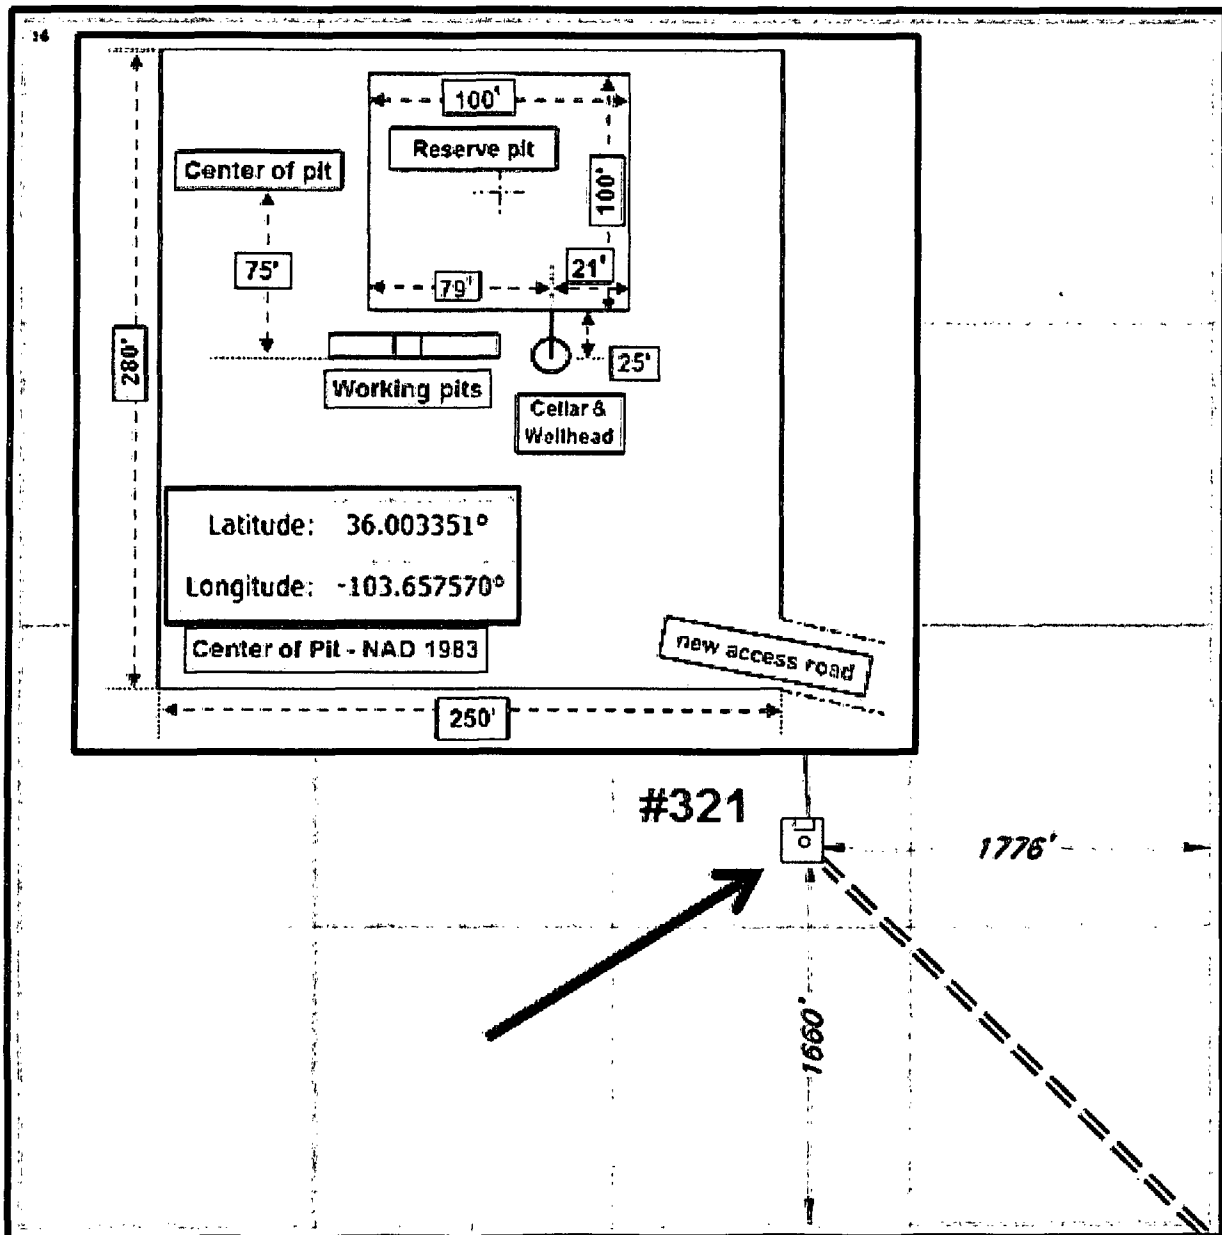 16
100'
Reserve pit
Center of pit
100'
75'
79'
21'
280'
25'
Working pits
Cellar &
Wellhead
Latitude: 36.003351°
Longitude: -103.657570°
Center of Pit - NAD 1983
new access road
250'
#321
1776'
1660'